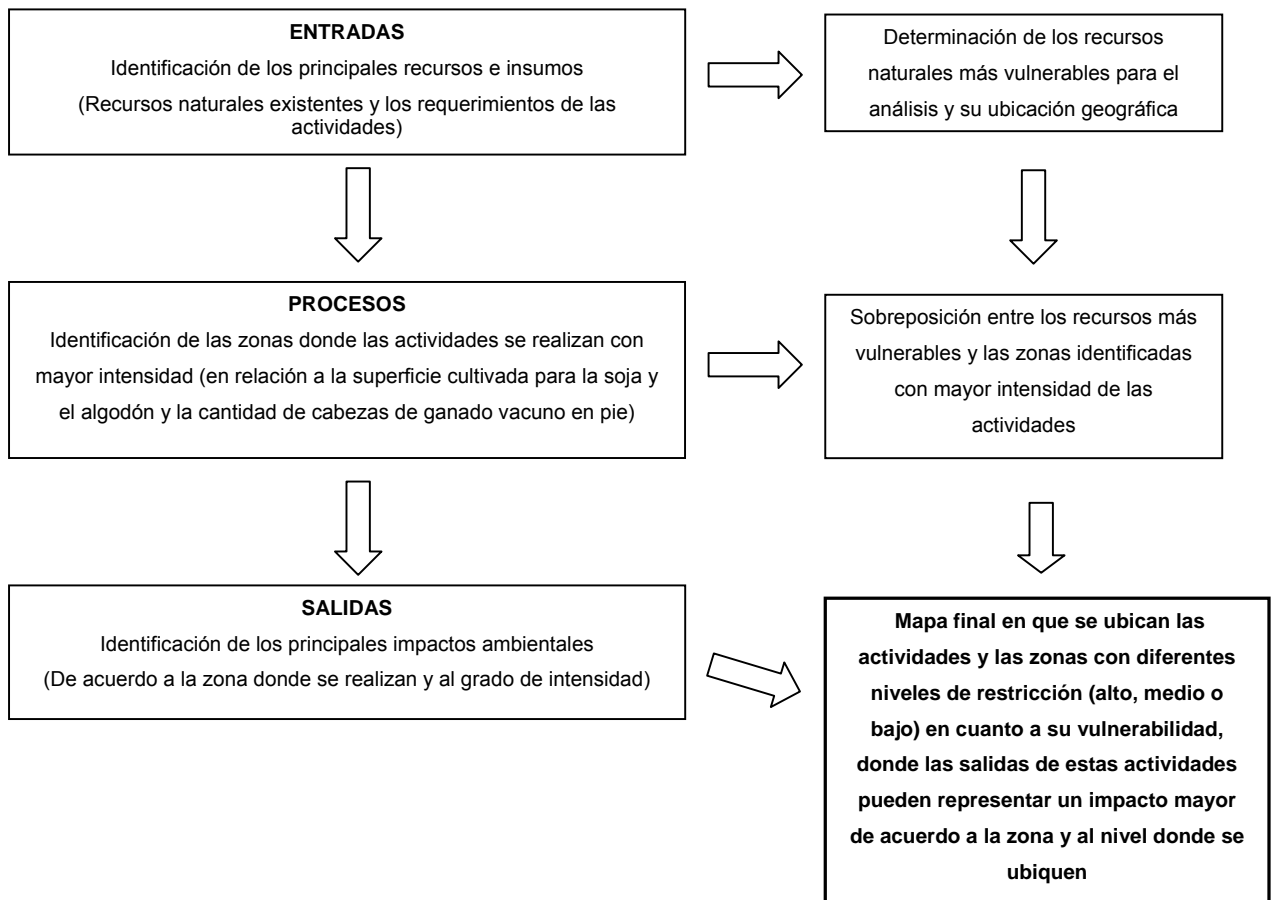 ENTRADAS
Identificación de los principales recursos e insumos
(Recursos naturales existentes y los requerimientos de las
actividades)
Determinación de los recursos
naturales más vulnerables para el
análisis y su ubicación geográfica
PROCESOS
Identificación de las zonas donde las actividades se realizan con
mayor intensidad (en relación a la superficie cultivada para la soja y
el algodón y la cantidad de cabezas de ganado vacuno en pie)
Sobreposición entre los recursos más
vulnerables y las zonas identificadas
con mayor intensidad de las
actividades
SALIDAS
Identificación de los principales impactos ambientales
(De acuerdo a la zona donde se realizan y al grado de intensidad)
Mapa final en que se ubican las
actividades y las zonas con diferentes
niveles de restricción (alto, medio o
bajo) en cuanto a su vulnerabilidad,
donde las salidas de estas actividades
pueden representar un impacto mayor
de acuerdo a la zona y al nivel donde se
ubiquen